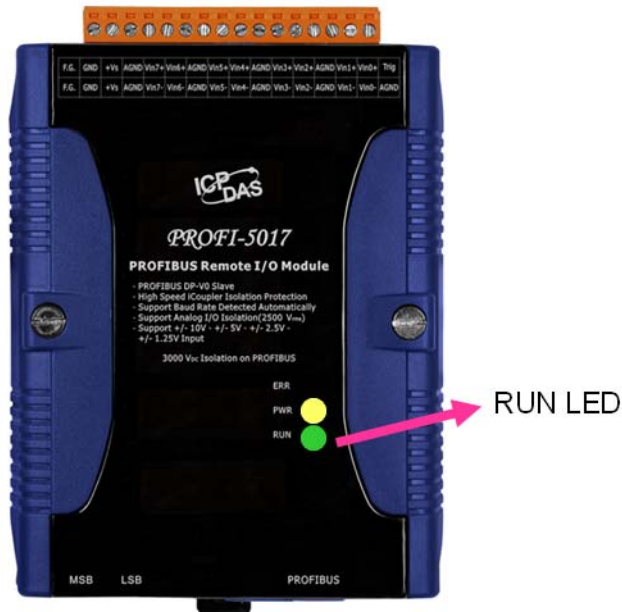 F.G. GND +Vs AGND Vin7+ Vin6+ AGND Vin5+ Vin4+ AGND Vin3+ Vin2+ AGND Vin1+ Vin0+ Trig
F.G. GND +Vs AGND Vin7- Vin6- AGND Vin5- Vin4- AGND Vin3- Vin2- AGND Vin1- Vin0- AGND
ICP DAS
PROFI-5017
PROFIBUS Remote I/O Module
- PROFIBUS DP-V0 Slave
- High Speed iCoupler Isolation Protection
- Support Baud Rate Detected Automatically
- Support Analog I/O Isolation(2500 Vrms)
- Support +/- 10V · +/- 5V · +/- 2.5V ·
+/- 1.25V Input
3000 VDC Isolation on PROFIBUS
ERR
PWR
RUN
RUN LED
MSB LSB PROFIBUS